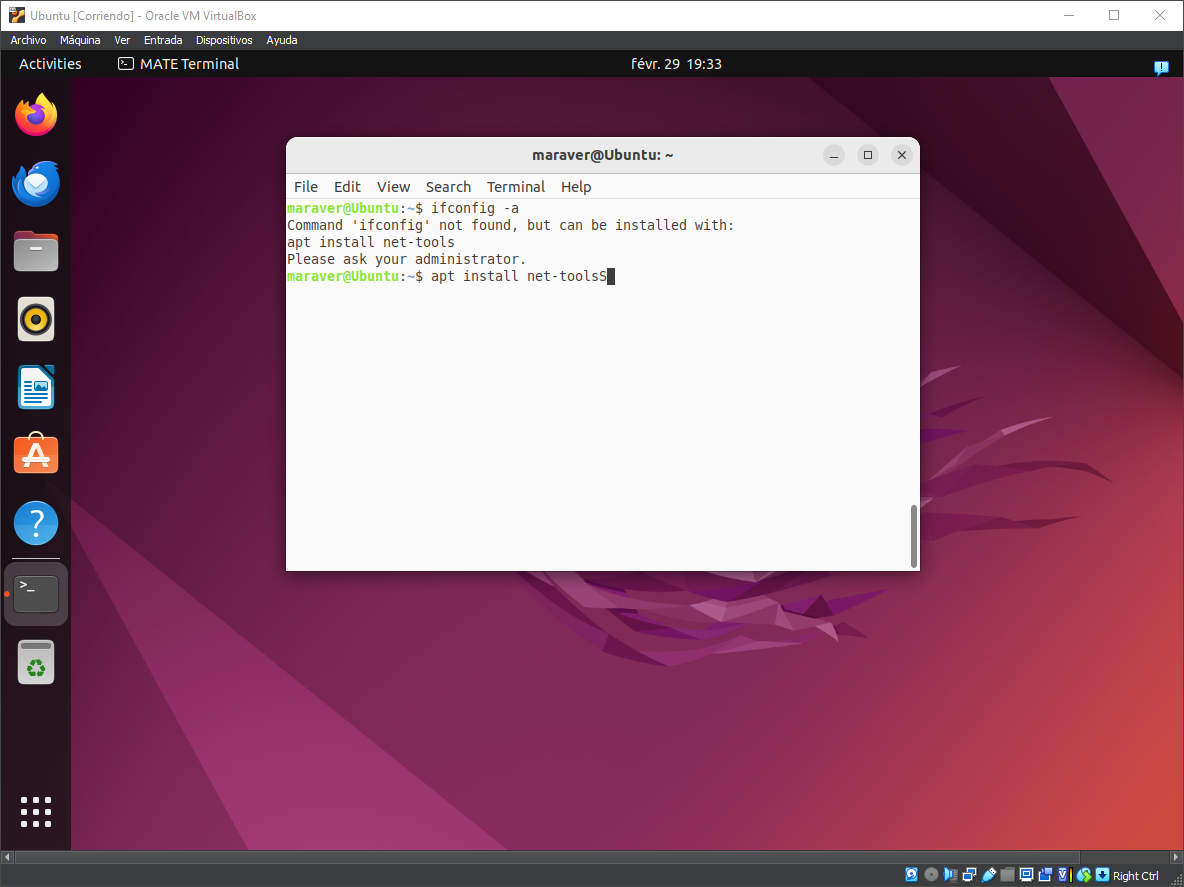 Ubuntu [Corriendo] - Oracle VM VirtualBox
Archivo Máquina Ver Entrada Dispositivos Ayuda
Activities MATE Terminal févr. 29 19:33
maraver@Ubuntu: ~
File Edit View Search Terminal Help
maraver@Ubuntu:~$ ifconfig -a
Command 'ifconfig' not found, but can be installed with:
apt install net-tools
Please ask your administrator.
maraver@Ubuntu:~$ apt install net-toolsS
Right Ctrl